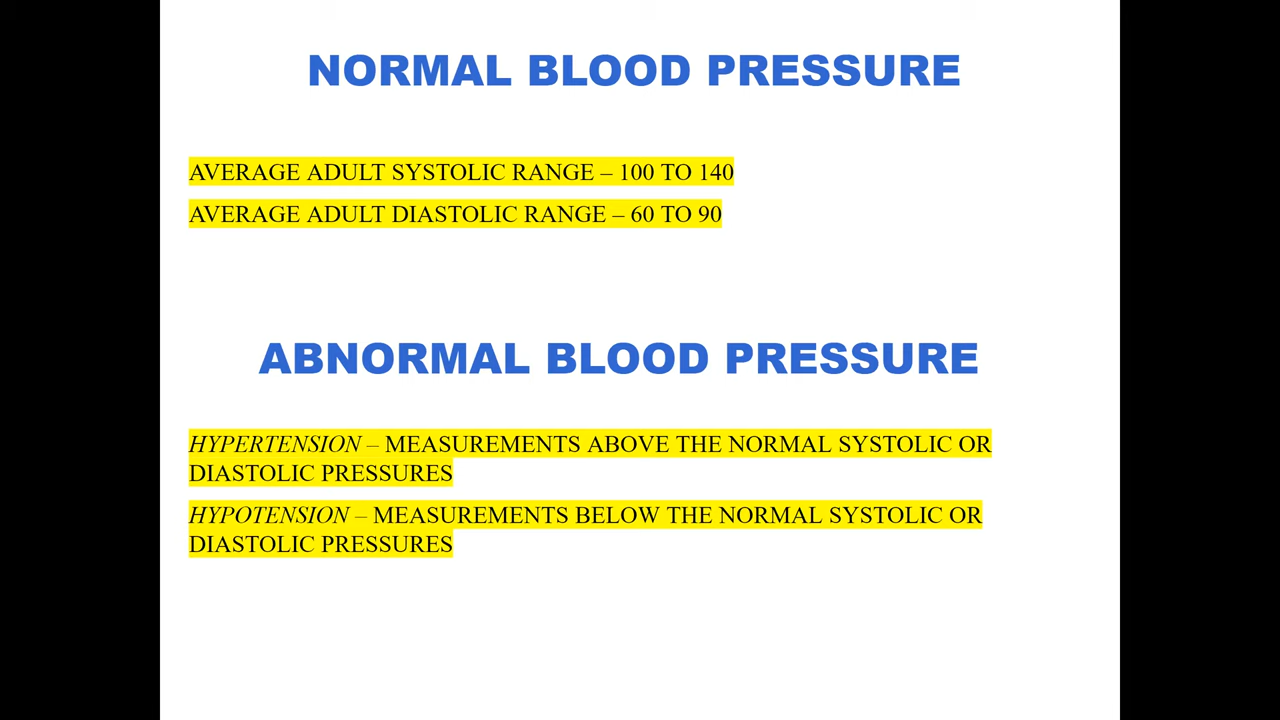 NORMAL BLOOD PRESSURE
AVERAGE ADULT SYSTOLIC RANGE – 100 TO 140
AVERAGE ADULT DIASTOLIC RANGE – 60 TO 90
ABNORMAL BLOOD PRESSURE
HYPERTENSION – MEASUREMENTS ABOVE THE NORMAL SYSTOLIC OR
DIASTOLIC PRESSURES
HYPOTENSION – MEASUREMENTS BELOW THE NORMAL SYSTOLIC OR
DIASTOLIC PRESSURES